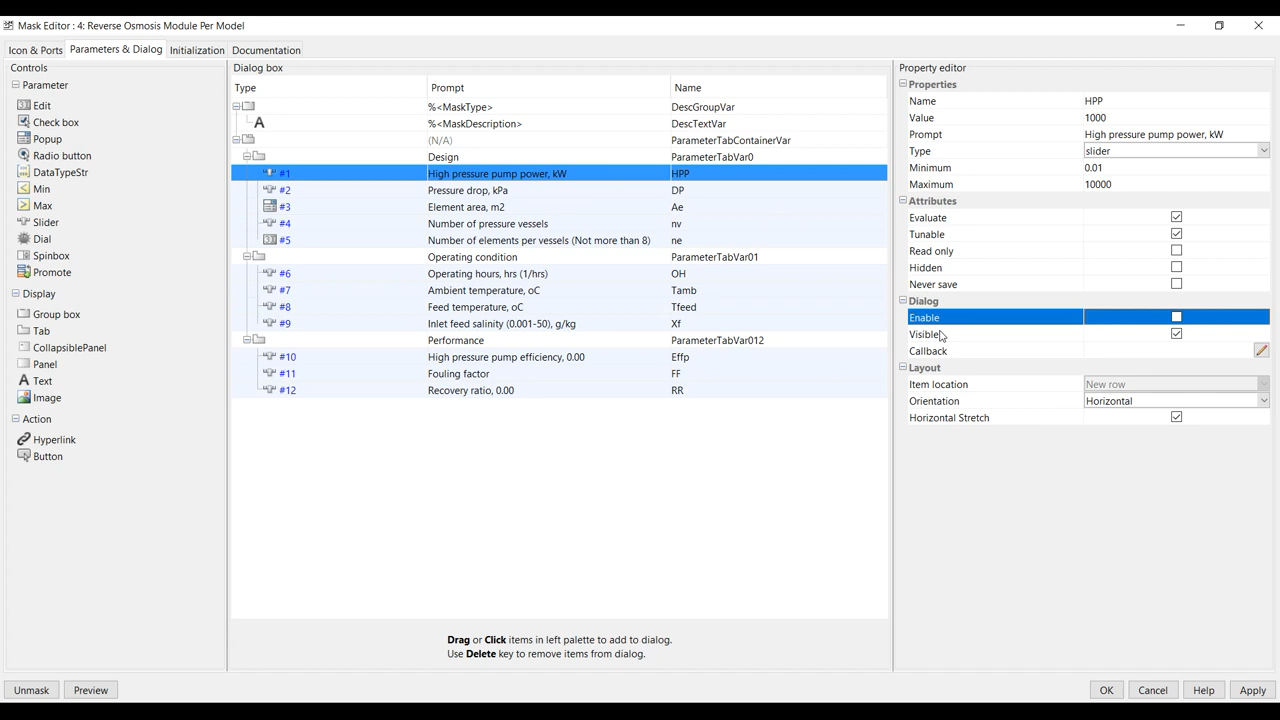 Mask Editor : 4: Reverse Osmosis Module Per Model
Icon & Ports Parameters & Dialog Initialization Documentation
Controls
Parameter
Edit
Check box
Popup
Radio button
DataTypeStr
Min
Max
Slider
Dial
Spinbox
Promote
Display
Group box
Tab
CollapsiblePanel
Panel
A Text
Image
Action
Hyperlink
Button
Dialog box
Type Prompt Name
%<MaskType> DescGroupVar
A %<MaskDescription> DescTextVar
(N/A) ParameterTabContainerVar
Design ParameterTabVar0
#1 High pressure pump power, kW HPP
#2 Pressure drop, kPa DP
#3 Element area, m2 Ae
#4 Number of pressure vessels nv
#5 Number of elements per vessels (Not more than 8) ne
Operating condition ParameterTabVar01
#6 Operating hours, hrs (1/hrs) OH
#7 Ambient temperature, oC Tamb
#8 Feed temperature, oC Tfeed
#9 Inlet feed salinity (0.001-50), g/kg Xf
Performance ParameterTabVar012
#10 High pressure pump efficiency, 0.00 Effp
#11 Fouling factor FF
#12 Recovery ratio, 0.00 RR
Drag or Click items in left palette to add to dialog.
Use Delete key to remove items from dialog.
Property editor
Properties
Name HPP
Value 1000
Prompt High pressure pump power, kW
Type slider
Minimum 0.01
Maximum 10000
Attributes
Evaluate
Tunable
Read only
Hidden
Never save
Dialog
Enable
Visible
Callback
Layout
Item location New row
Orientation Horizontal
Horizontal Stretch
Unmask Preview OK Cancel Help Apply